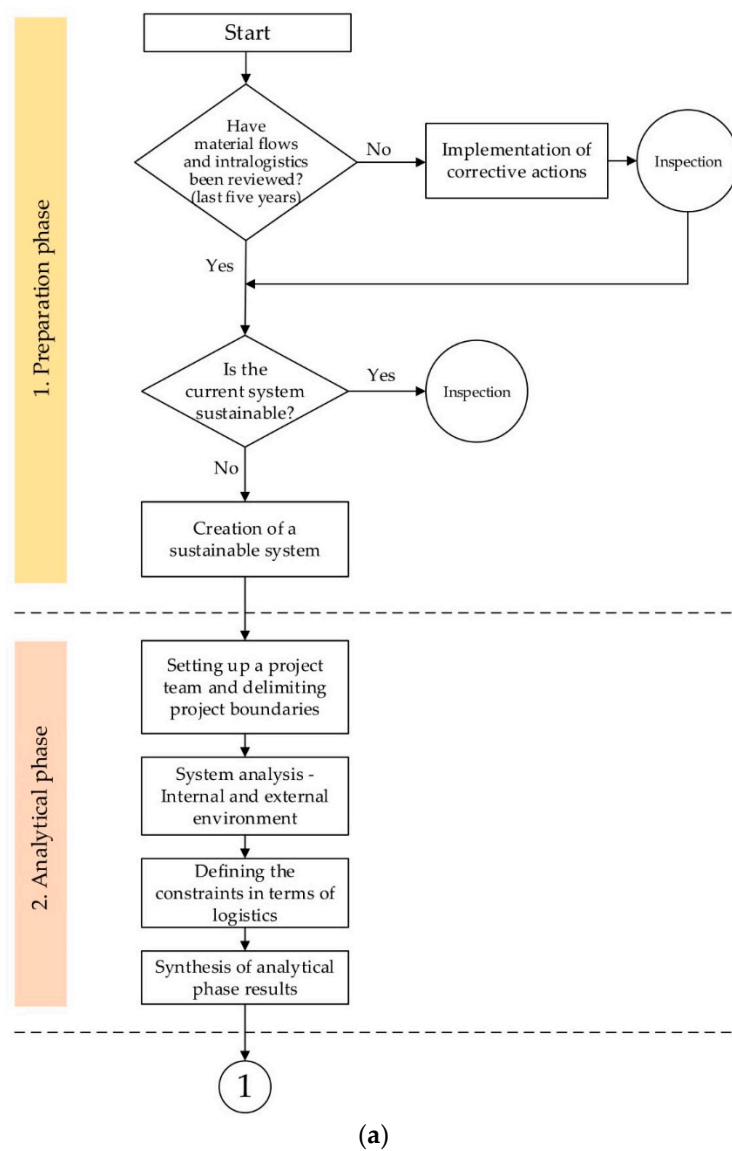 1. Preparation phase
Start
Have
material flows
and intralogistics
been reviewed?
(last five years)
No
Implementation of
corrective actions
Inspection
Yes
Is the
current system
sustainable?
Yes
Inspection
No
Creation of a
sustainable system
2. Analytical phase
Setting up a project
team and delimiting
project boundaries
System analysis -
Internal and external
environment
Defining the
constraints in terms of
logistics
Synthesis of analytical
phase results
1
(a)